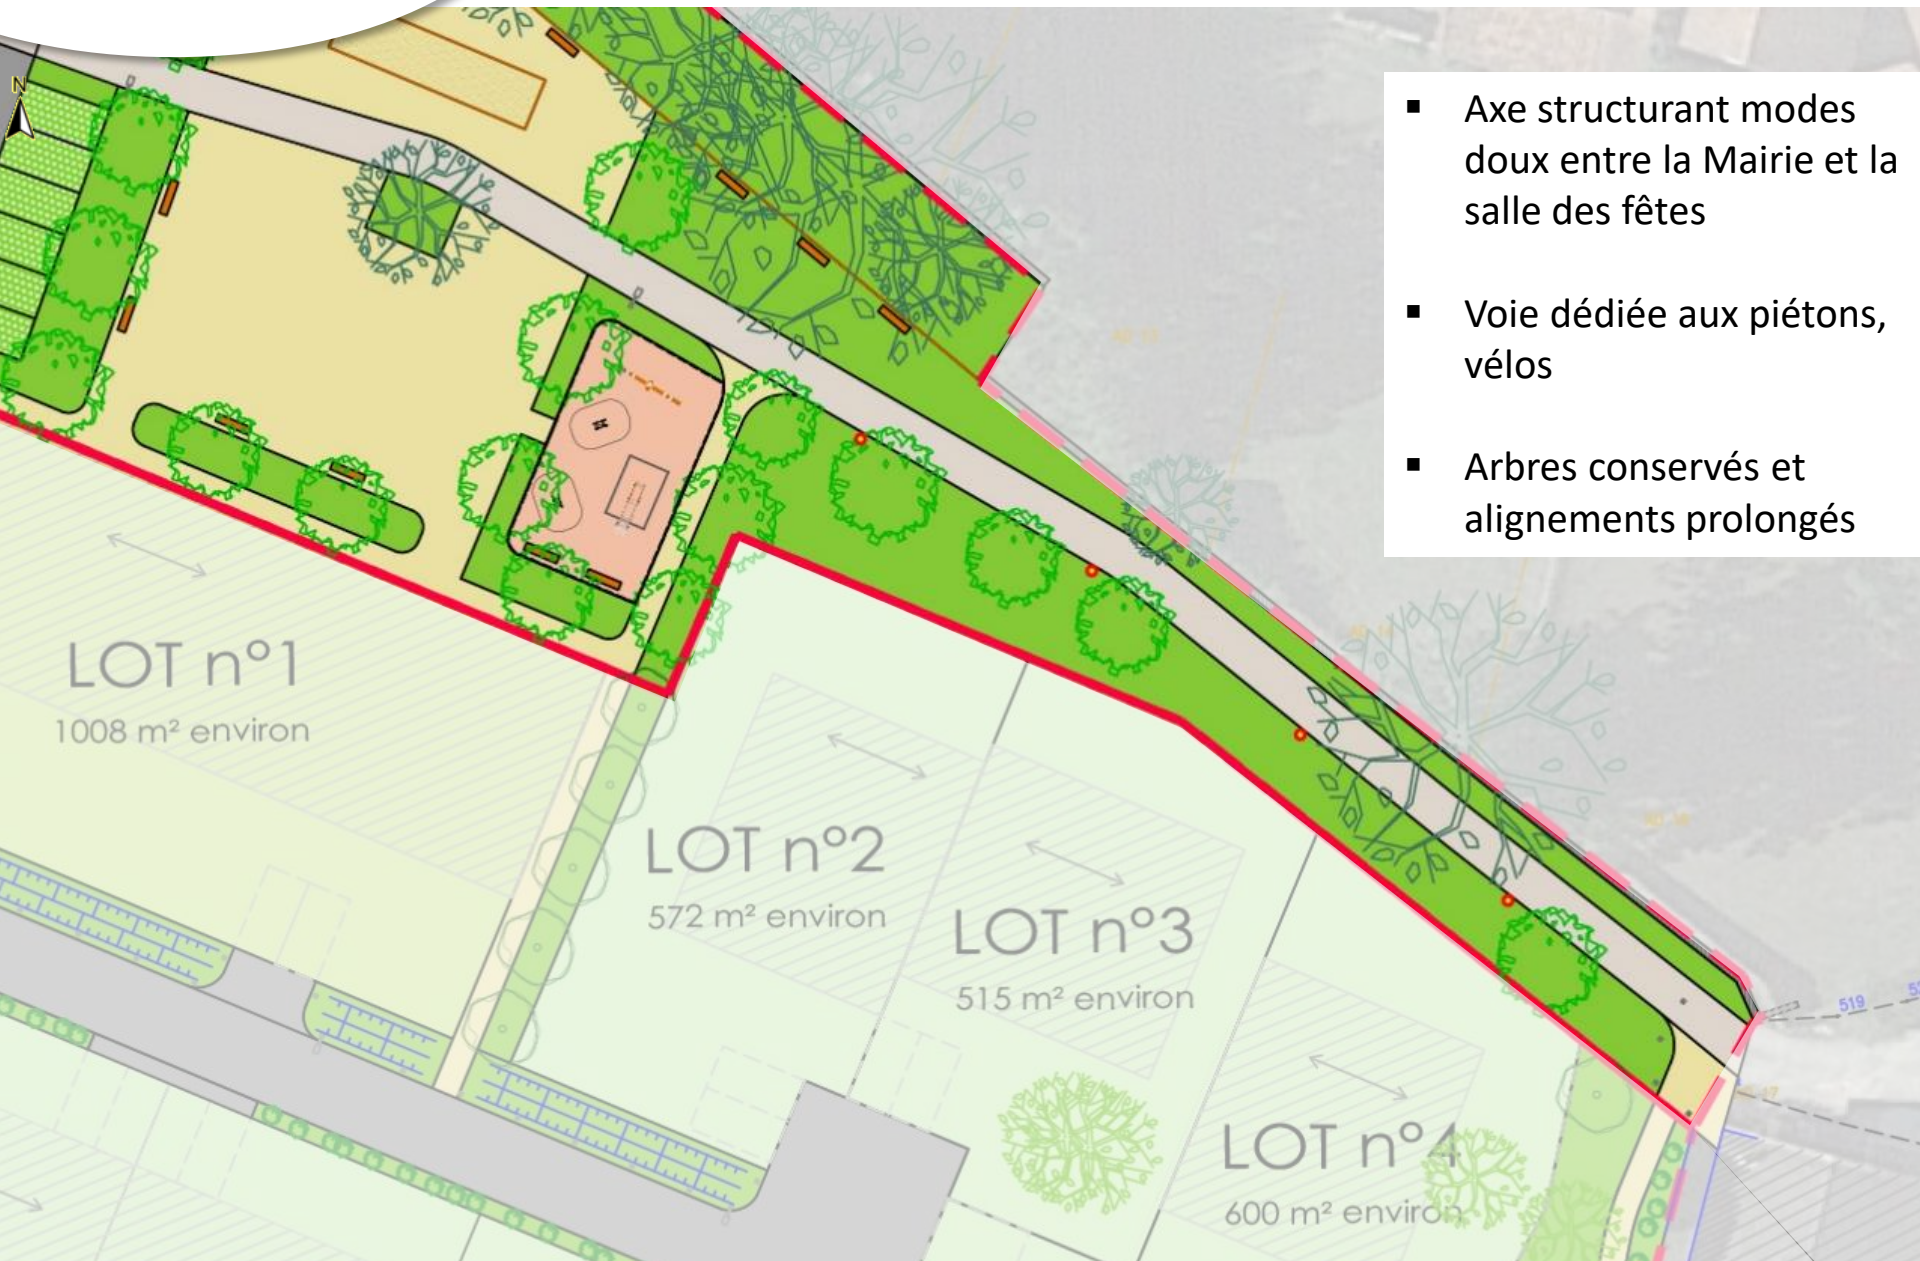 N
▪ Axe structurant modes
doux entre la Mairie et la
salle des fêtes
▪ Voie dédiée aux piétons,
vélos
▪ Arbres conservés et
alignements prolongés
LOT n°1
1008 m² environ
LOT n°2
572 m² environ
LOT n°3
515 m² environ
519
LOT n°4
600 m² environ